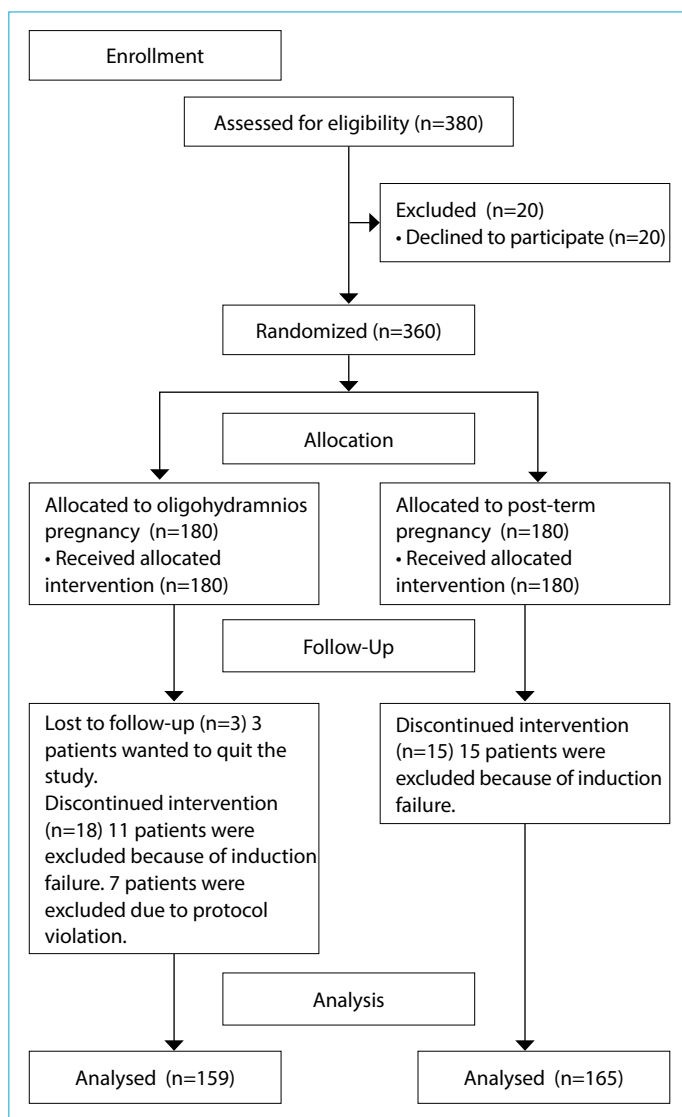 Enrollment
Assessed for eligibility (n=380)
Excluded (n=20)
• Declined to participate (n=20)
Randomized (n=360)
Allocation
Allocated to oligohydramnios
pregnancy (n=180)
• Received allocated
intervention (n=180)
Allocated to post-term
pregnancy (n=180)
• Received allocated
intervention (n=180)
Follow-Up
Lost to follow-up (n=3) 3
patients wanted to quit the
study.
Discontinued intervention
(n=18) 11 patients were
excluded because of induction
failure. 7 patients were
excluded due to protocol
violation.
Discontinued intervention
(n=15) 15 patients were
excluded because of induction
failure.
Analysis
Analysed (n=159)
Analysed (n=165)